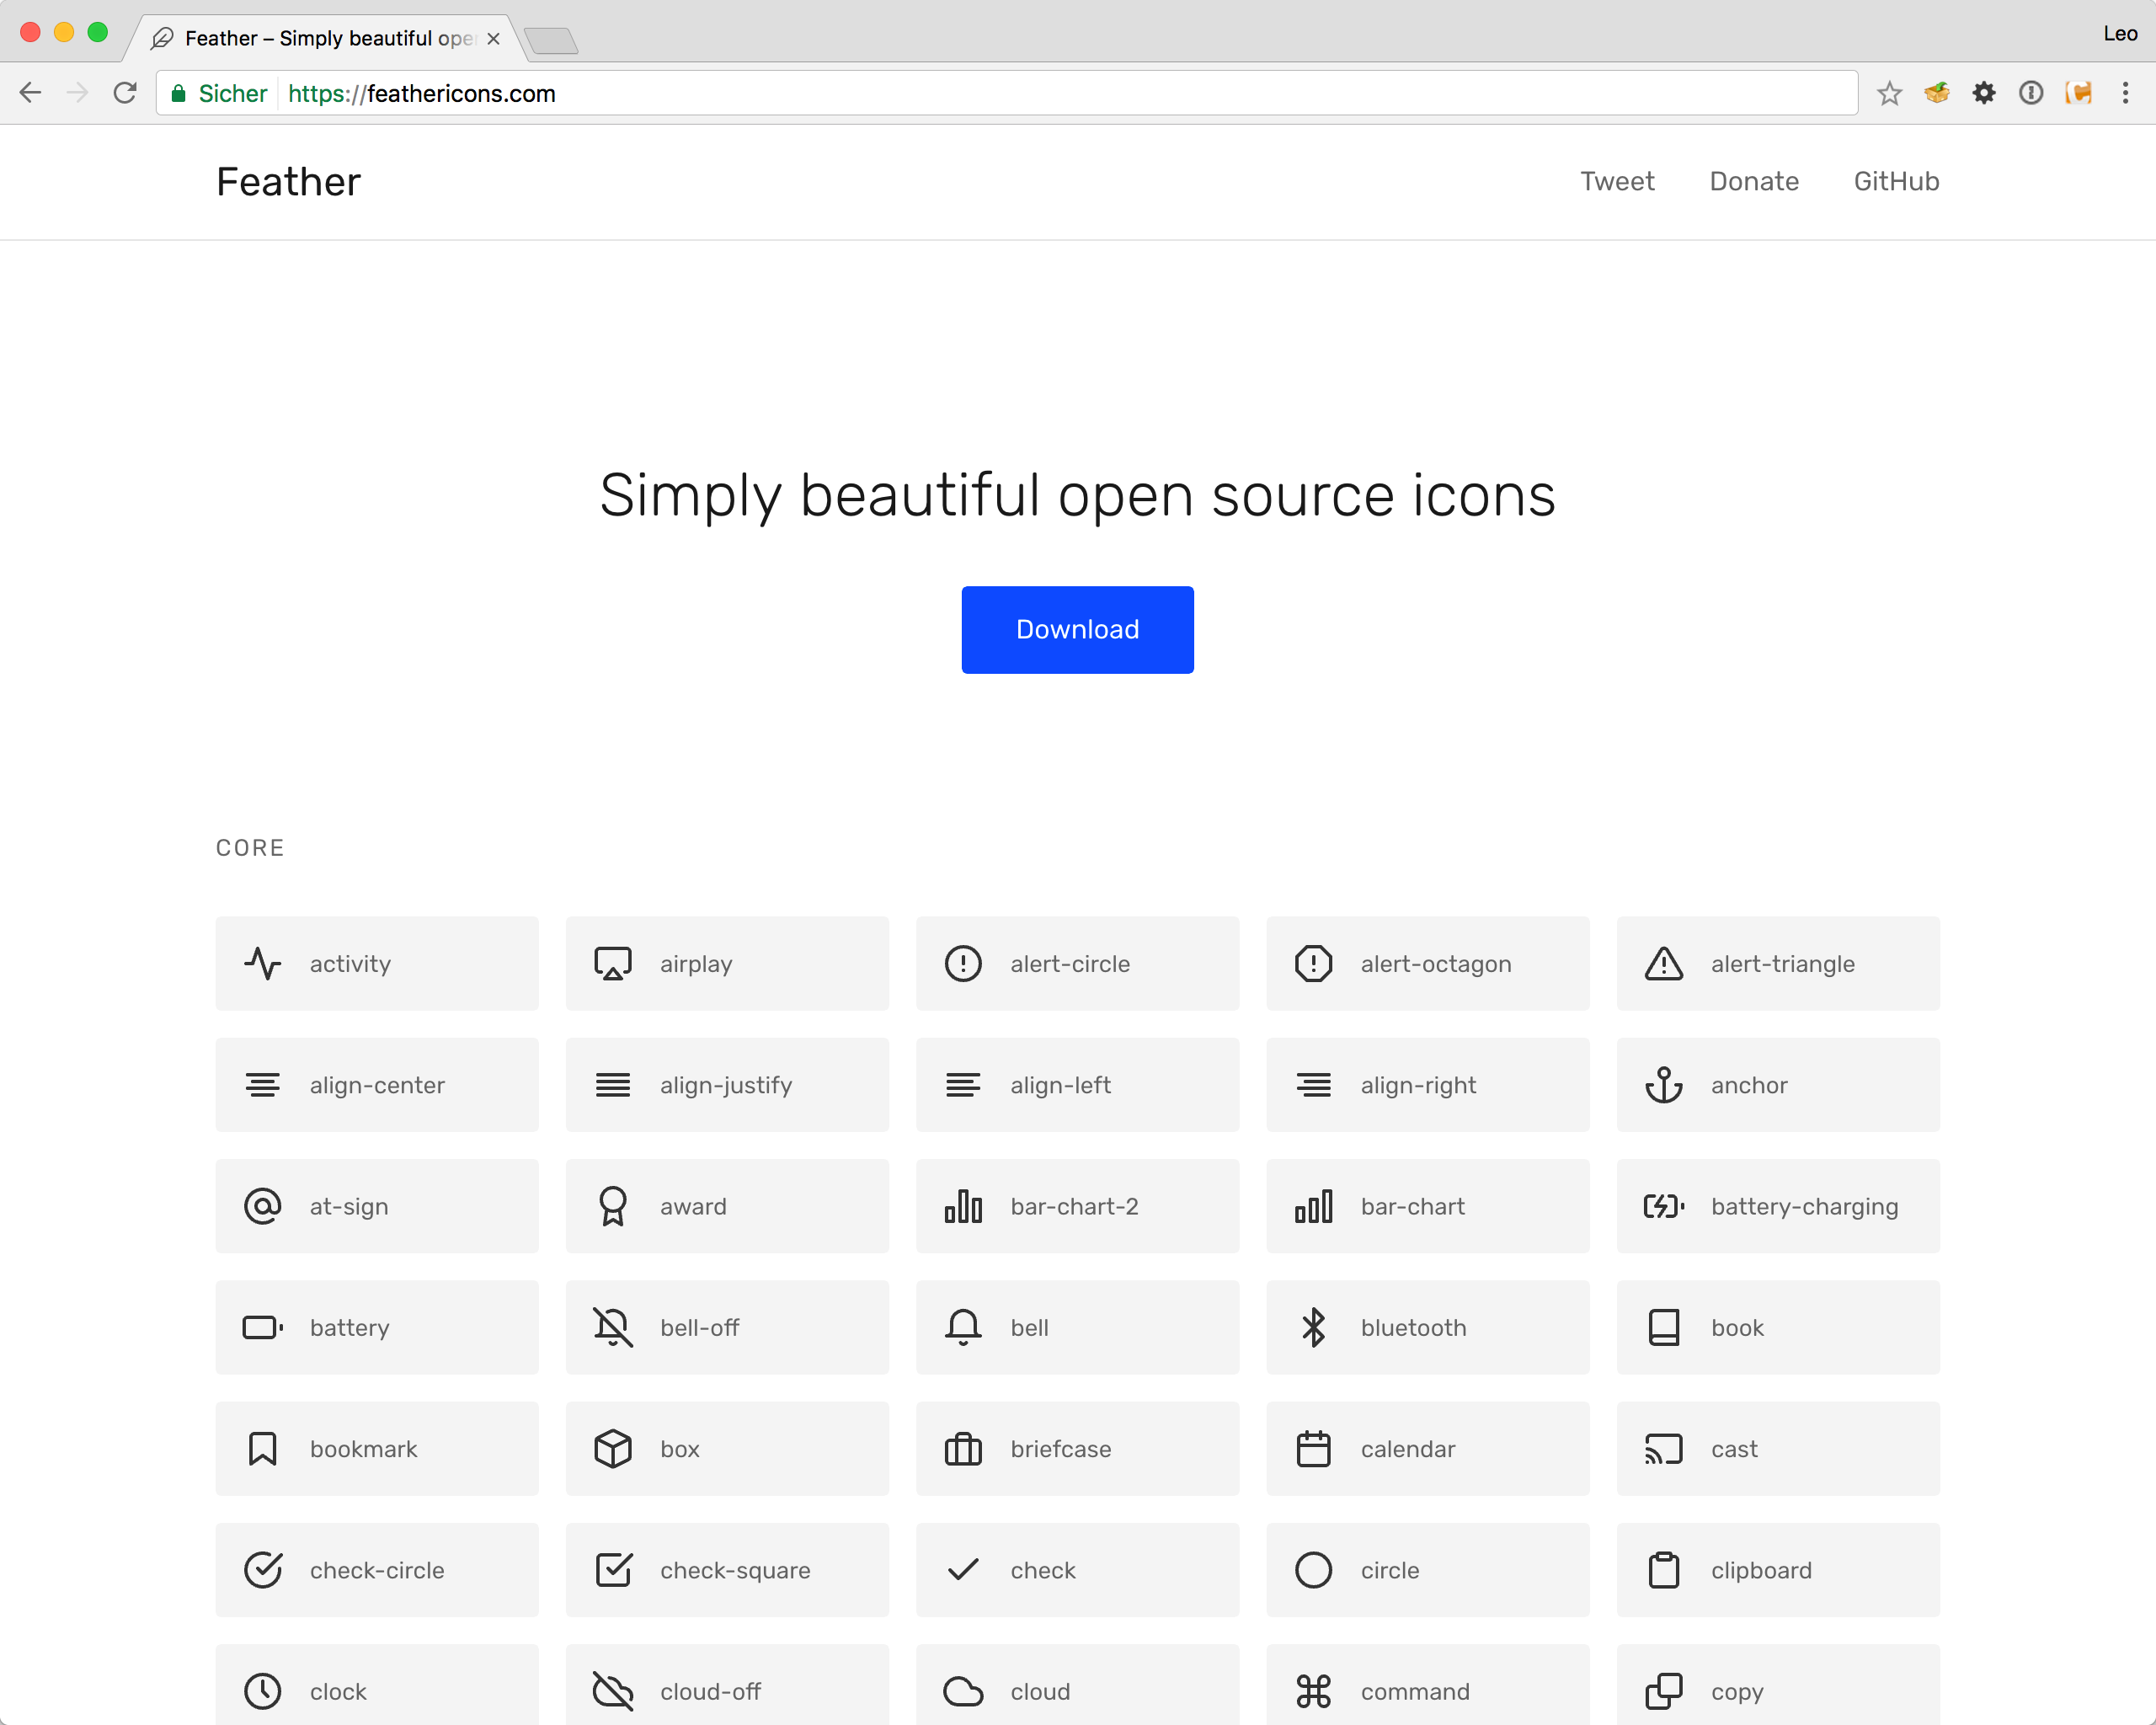 Feather – Simply beautiful ope
Leo
Sicher https://feathericons.com
Feather
Tweet Donate GitHub
Simply beautiful open source icons
Download
CORE
activity airplay alert-circle alert-octagon alert-triangle
align-center align-justify align-left align-right anchor
at-sign award bar-chart-2 bar-chart battery-charging
battery bell-off bell bluetooth book
bookmark box briefcase calendar cast
check-circle check-square check circle clipboard
clock cloud-off cloud command copy